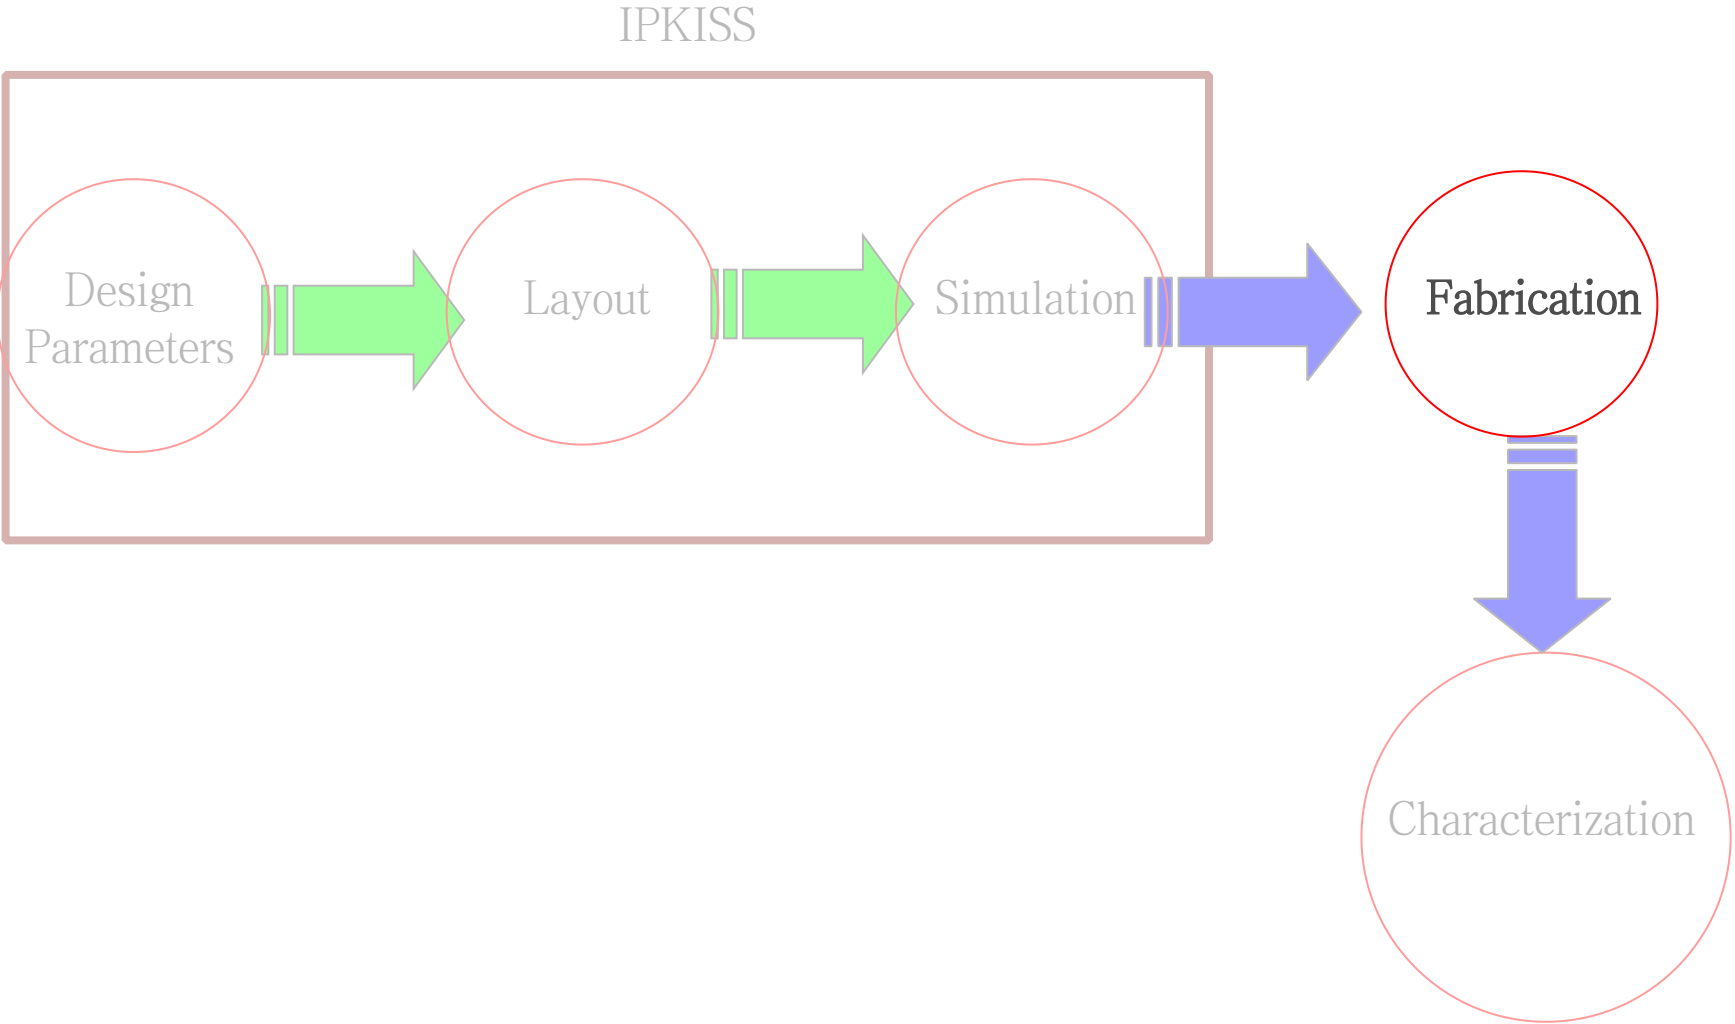 IPKISS
Design
Parameters
Layout
Simulation
Fabrication
Characterization